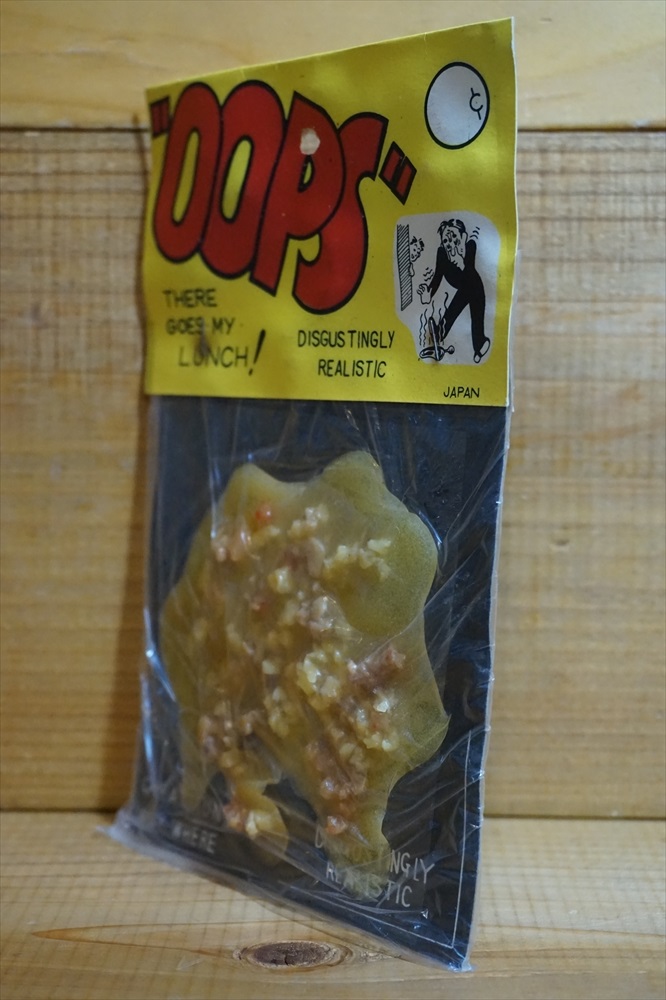 "OOPS"
THERE
GOES MY
LUNCH!
DISGUSTINGLY
REALISTIC
JAPAN
REALISTIC